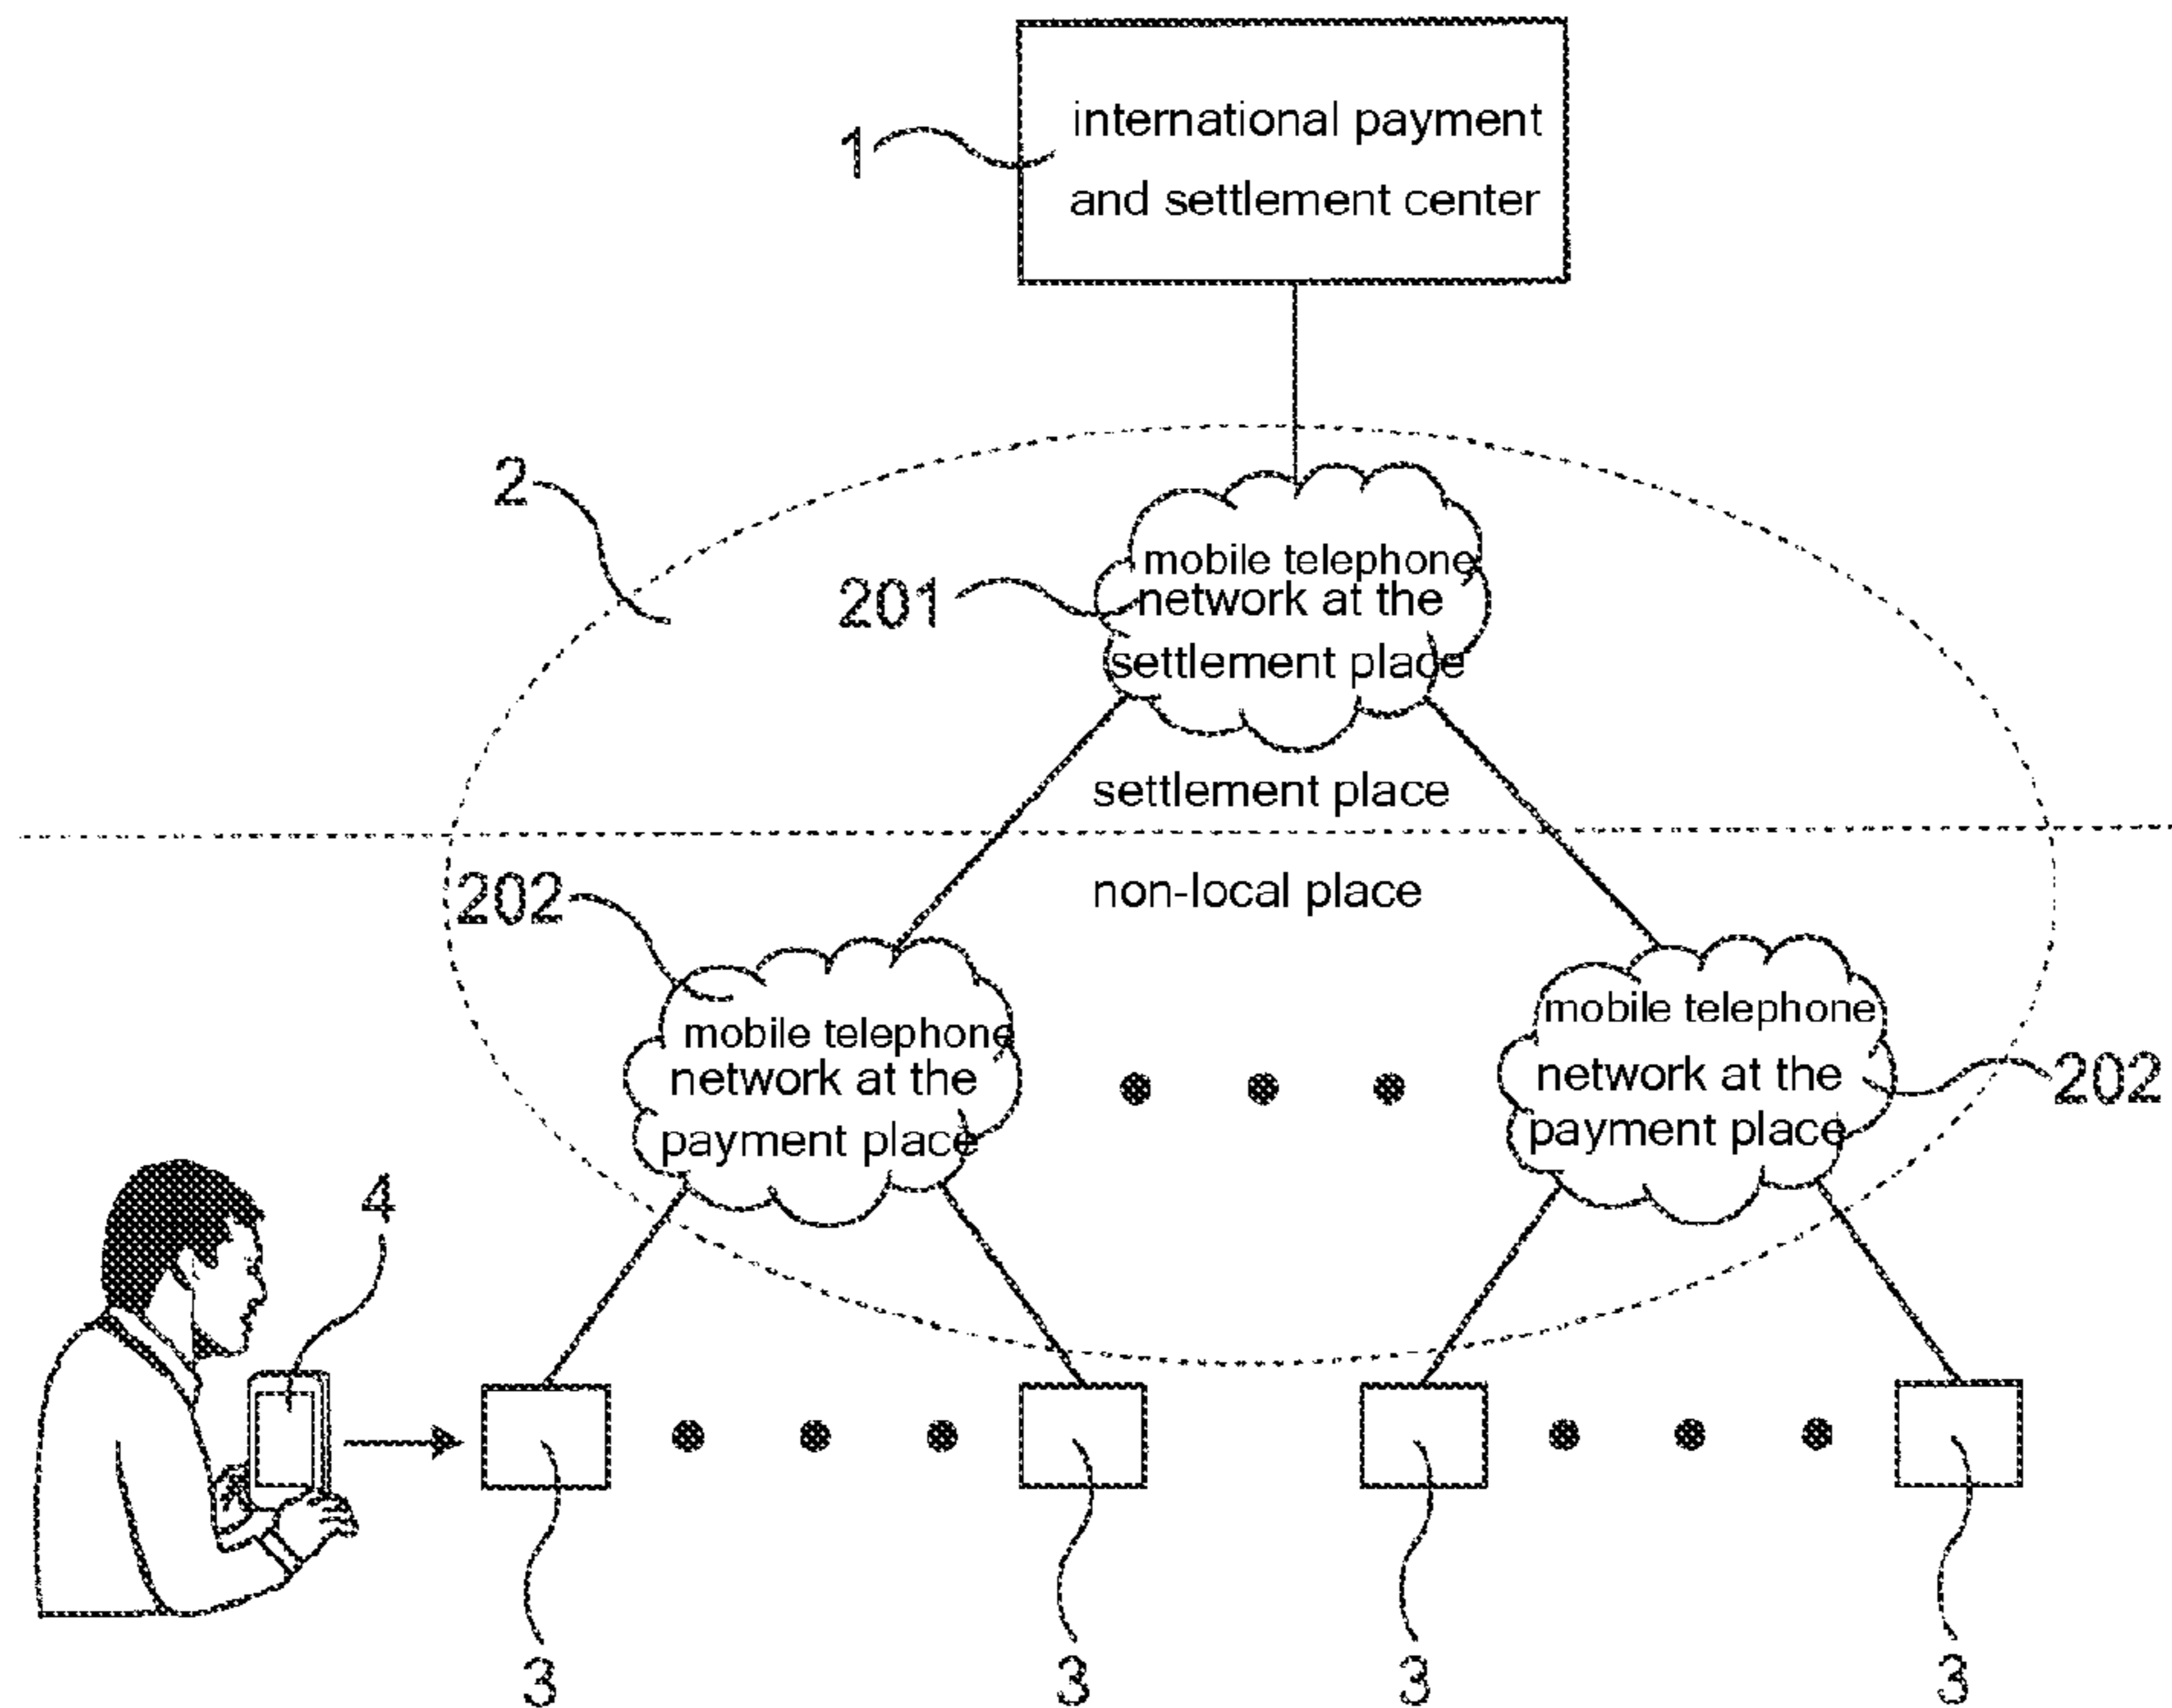 international payment
and settlement center
1
2
mobile telephone
network at the
settlement place
201
settlement place
non-local place
202
mobile telephone
network at the
payment place
mobile telephone
network at the
payment place
202
4
3
3
3
3